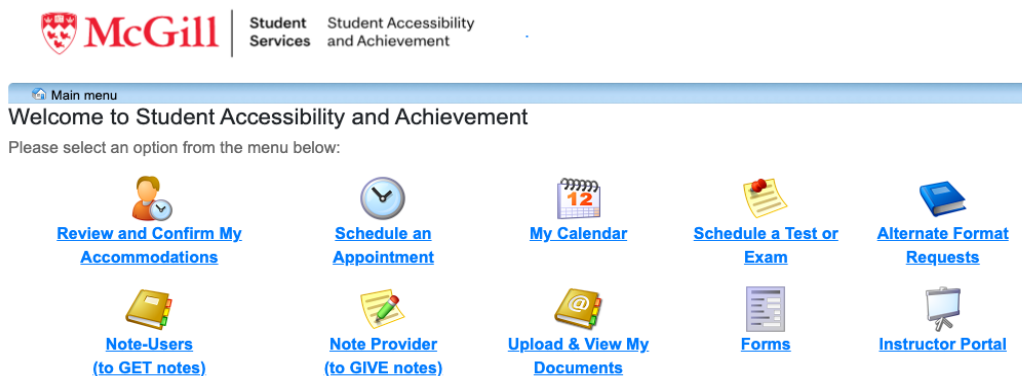 McGill
Student Services
Student Accessibility and Achievement
Main menu
Welcome to Student Accessibility and Achievement
Please select an option from the menu below:
12
Review and Confirm My
Accommodations
Schedule an
Appointment
My Calendar
Schedule a Test or
Exam
Alternate Format
Requests
@
Note-Users
(to GET notes)
Note Provider
(to GIVE notes)
Upload & View My
Documents
Forms
Instructor Portal